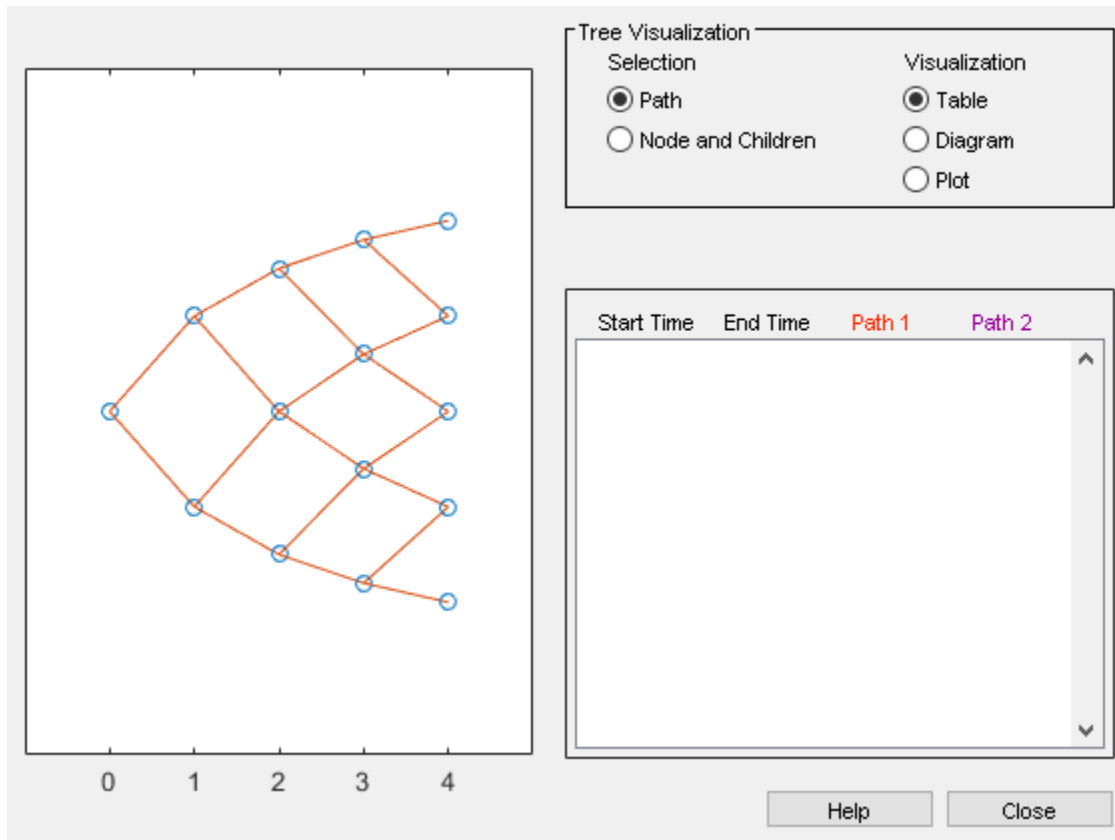 Tree Visualization
Selection
Visualization
Path
Table
Node and Children
Diagram
Plot
Start Time End Time Path 1 Path 2
0 1 2 3 4
Help
Close